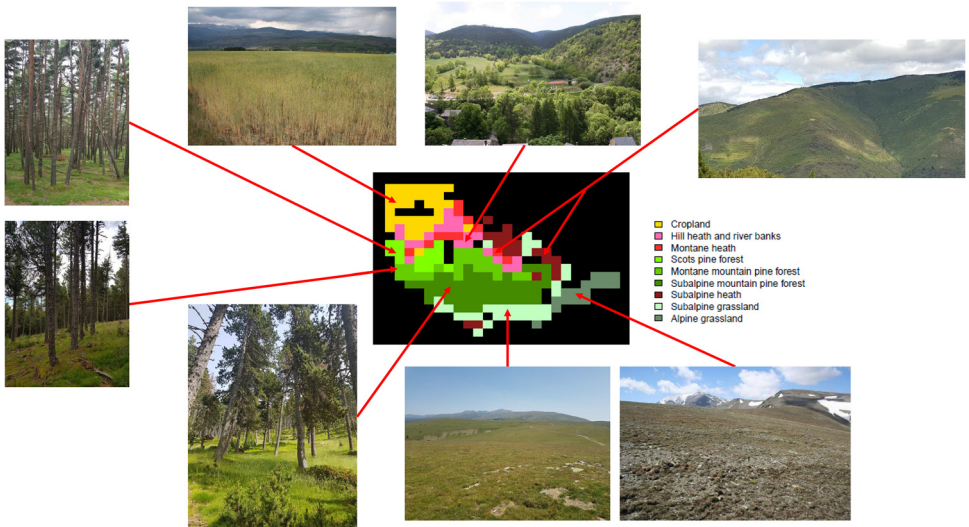 Cropland
Hill heath and river banks
Montane heath
Scots pine forest
Montane mountain pine forest
Subalpine mountain pine forest
Subalpine heath
Subalpine grassland
Alpine grassland